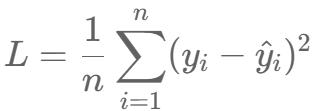 L = \frac{1}{n} \sum_{i=1}^{n} (y_i - \hat{y}_i)^2